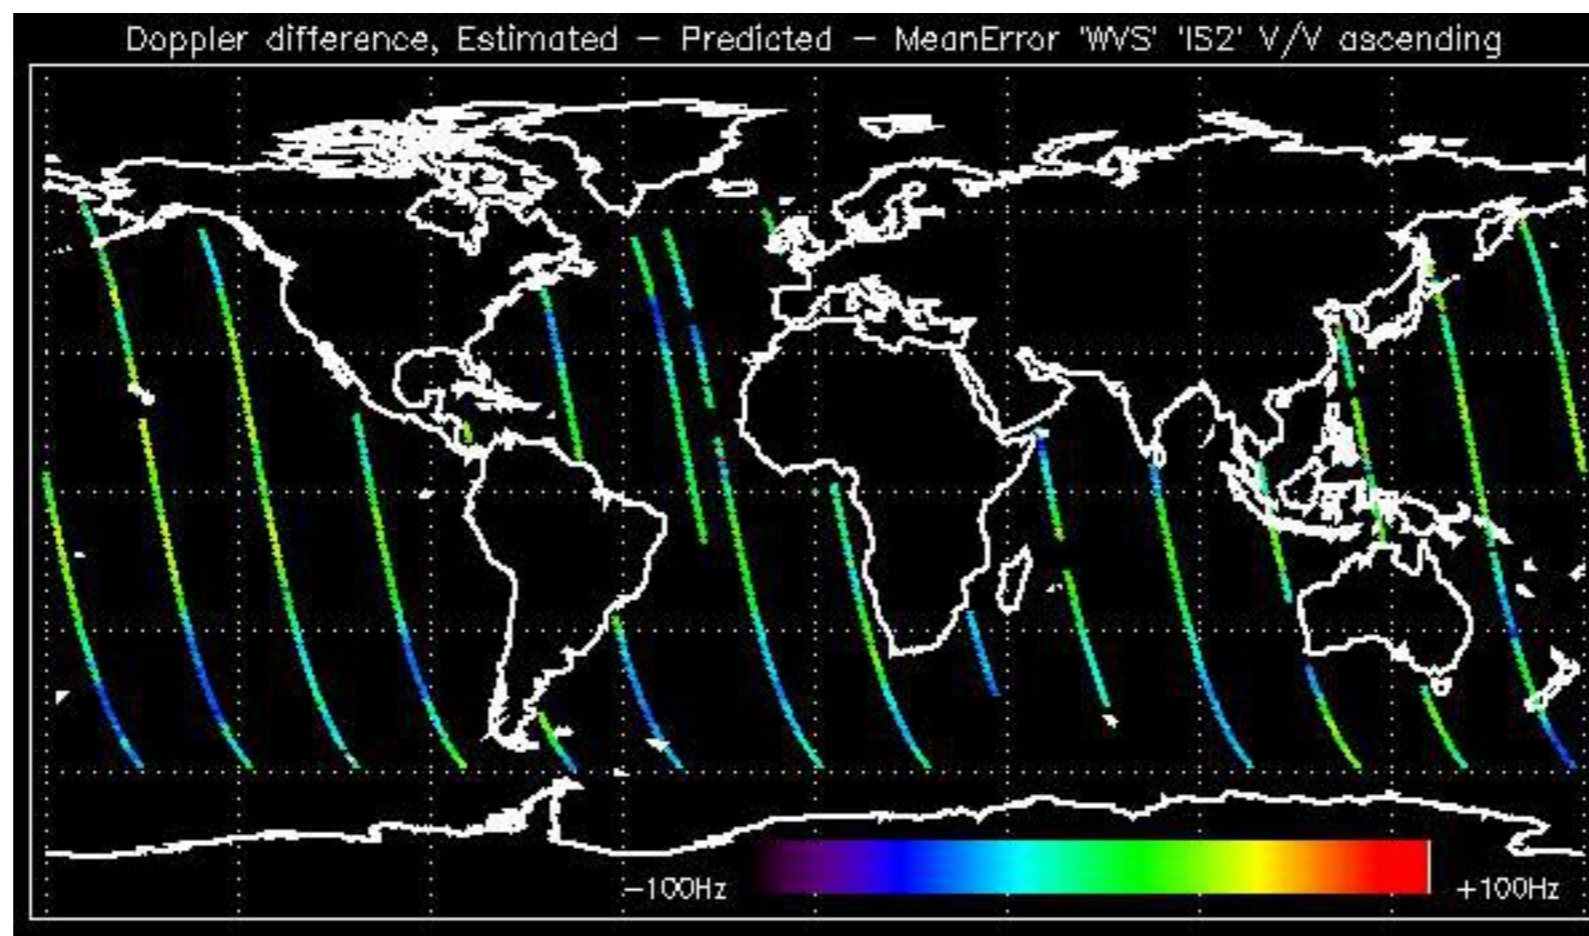 Doppler difference, Estimated - Predicted - MeanError 'WVS' 'IS2' V/V ascending
-100Hz
+100Hz